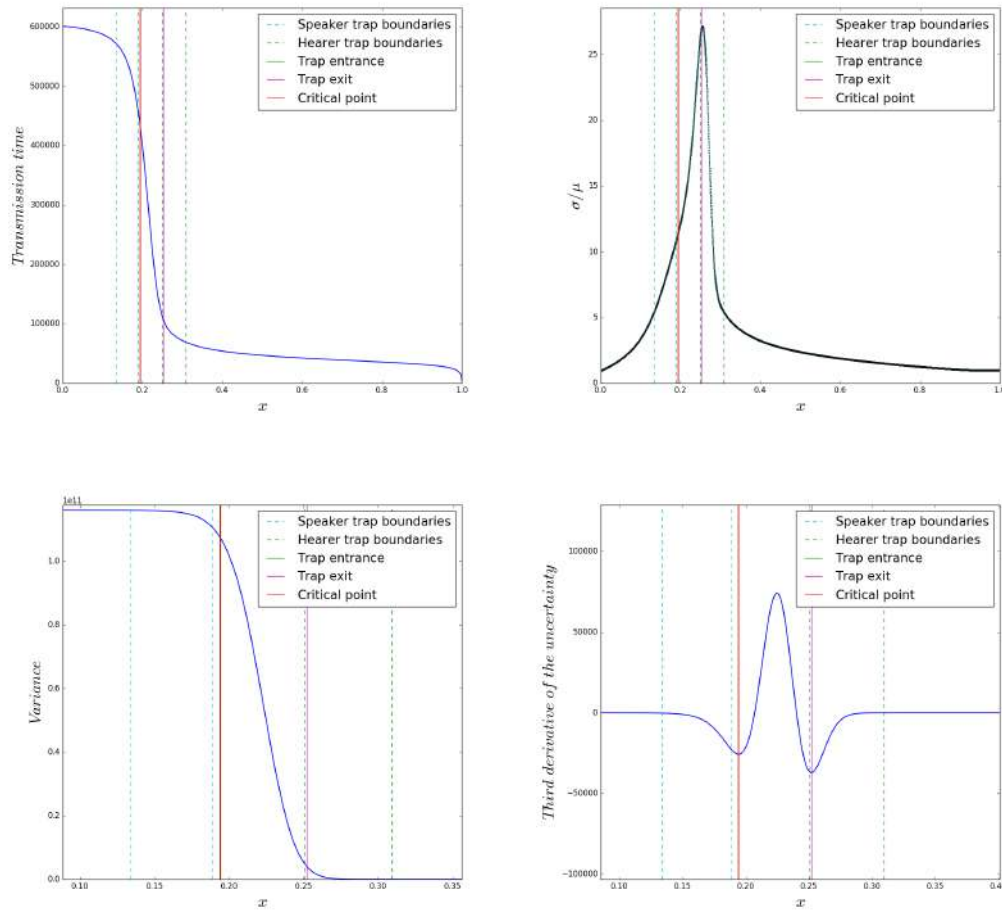 600000
500000
400000
300000
200000
100000
0
0.0 0.2 0.4 0.6 0.8 1.0
Transmission time
x
Speaker trap boundaries
Hearer trap boundaries
Trap entrance
Trap exit
Critical point
25
20
15
10
5
0
0.0 0.2 0.4 0.6 0.8 1.0
σ/μ
x
Speaker trap boundaries
Hearer trap boundaries
Trap entrance
Trap exit
Critical point
1e11
1.0
0.8
0.6
0.4
0.2
0.0
0.10 0.15 0.20 0.25 0.30 0.35
Variance
x
Speaker trap boundaries
Hearer trap boundaries
Trap entrance
Trap exit
Critical point
100000
50000
0
−50000
−100000
0.10 0.15 0.20 0.25 0.30 0.35 0.40
Third derivative of the uncertainty
x
Speaker trap boundaries
Hearer trap boundaries
Trap entrance
Trap exit
Critical point